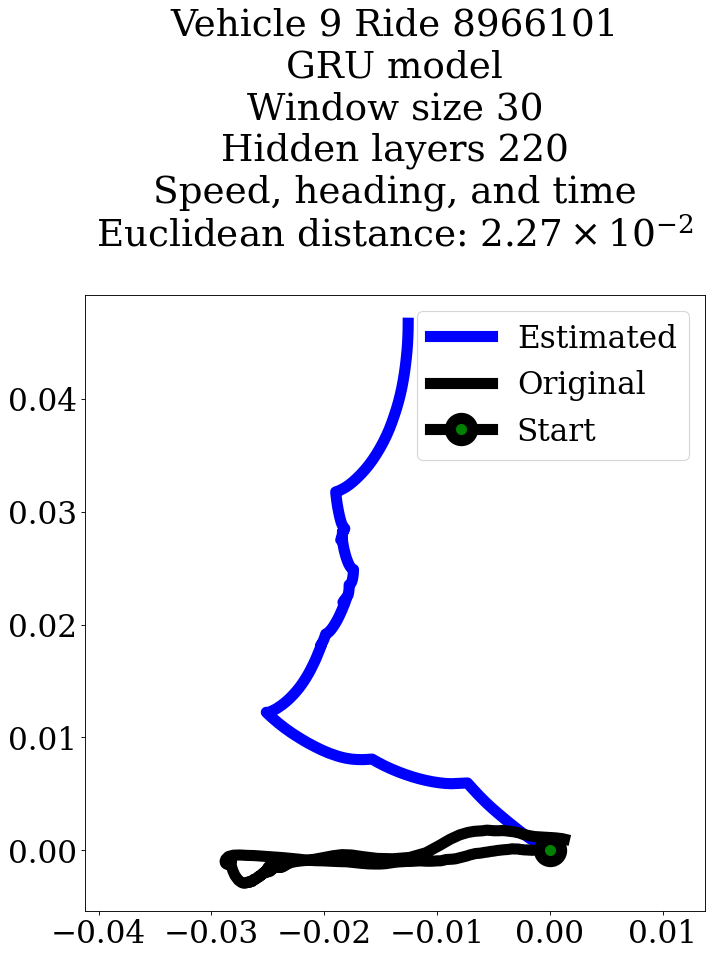 Vehicle 9 Ride 8966101
GRU model
Window size 30
Hidden layers 220
Speed, heading, and time
Euclidean distance: 2.27 × 10⁻²
Estimated
Original
Start
0.04
0.03
0.02
0.01
0.00
−0.04 −0.03 −0.02 −0.01 0.00 0.01